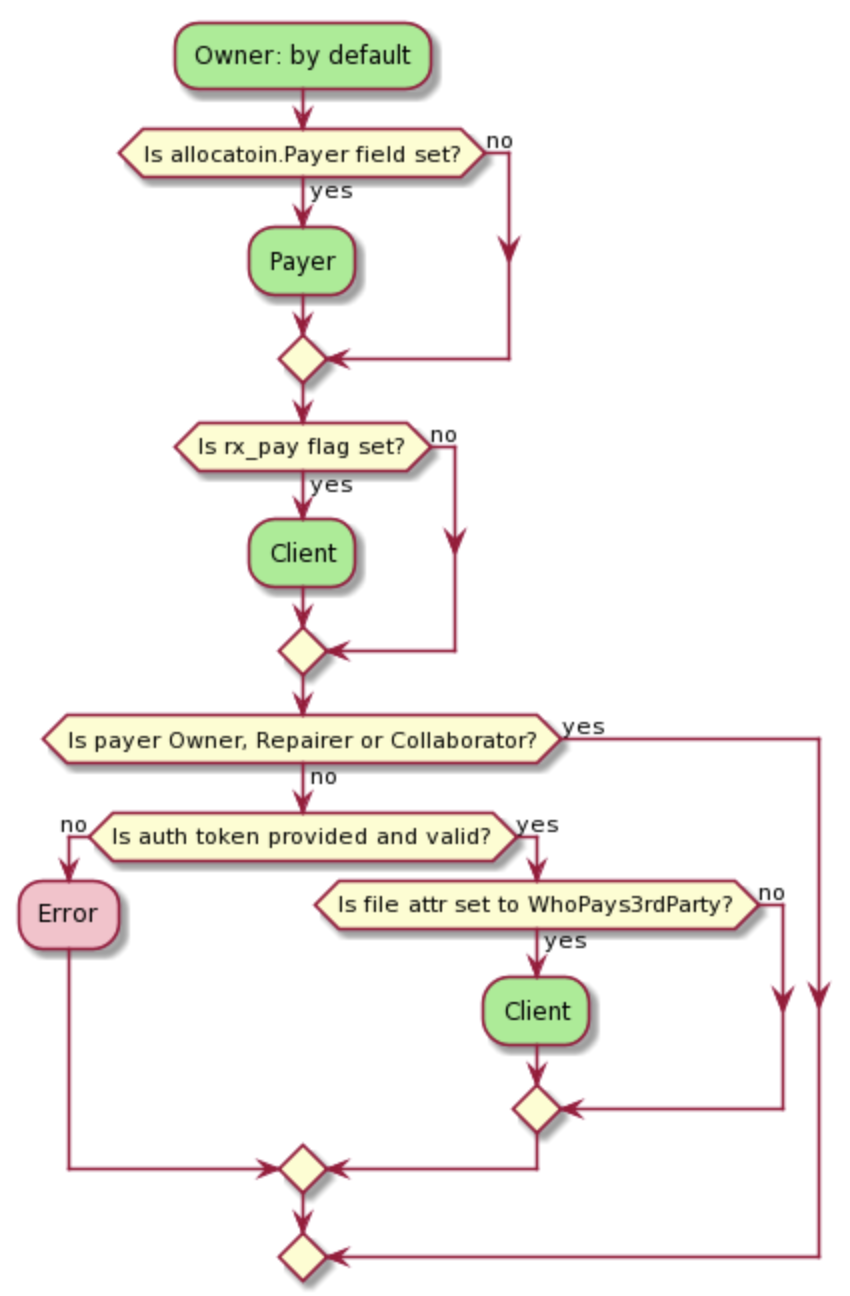 Owner: by default
Is allocatoin.Payer field set?
no
yes
Payer
Is rx_pay flag set?
no
yes
Client
Is payer Owner, Repairer or Collaborator?
yes
no
no
Is auth token provided and valid?
yes
Error
Is file attr set to WhoPays3rdParty?
no
yes
Client